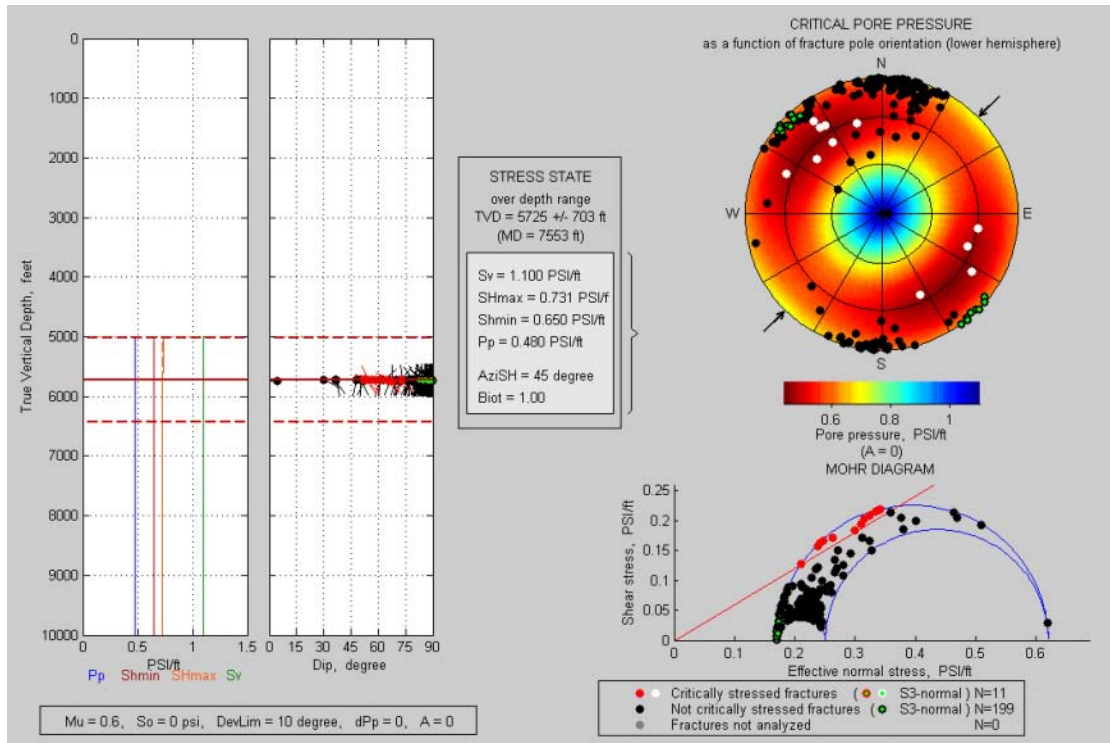 0
1000
2000
3000
4000
5000
6000
7000
8000
9000
10000
True Vertical Depth, feet
0 0.5 1 1.5
PSI/ft
Pp Shmin SHmax Sv
0 15 30 45 60 75 90
Dip, degree
Mu = 0.6, So = 0 psi, DevLim = 10 degree, dPp = 0, A = 0
STRESS STATE
over depth range
TVD = 5725 +/- 703 ft
(MD = 7553 ft)
Sv = 1.100 PSI/ft
SHmax = 0.731 PSI/f
Shmin = 0.650 PSI/ft
Pp = 0.480 PSI/ft
AziSH = 45 degree
Biot = 1.00
CRITICAL PORE PRESSURE
as a function of fracture pole orientation (lower hemisphere)
N
W
E
S
0.6 0.8 1
Pore pressure, PSI/ft
(A = 0)
MOHR DIAGRAM
0.25
0.2
0.15
0.1
0.05
0
Shear stress, PSI/ft
0 0.1 0.2 0.3 0.4 0.5 0.6
Effective normal stress, PSI/ft
Critically stressed fractures ( S3-normal ) N=11
Not critically stressed fractures ( S3-normal ) N=199
Fractures not analyzed N=0